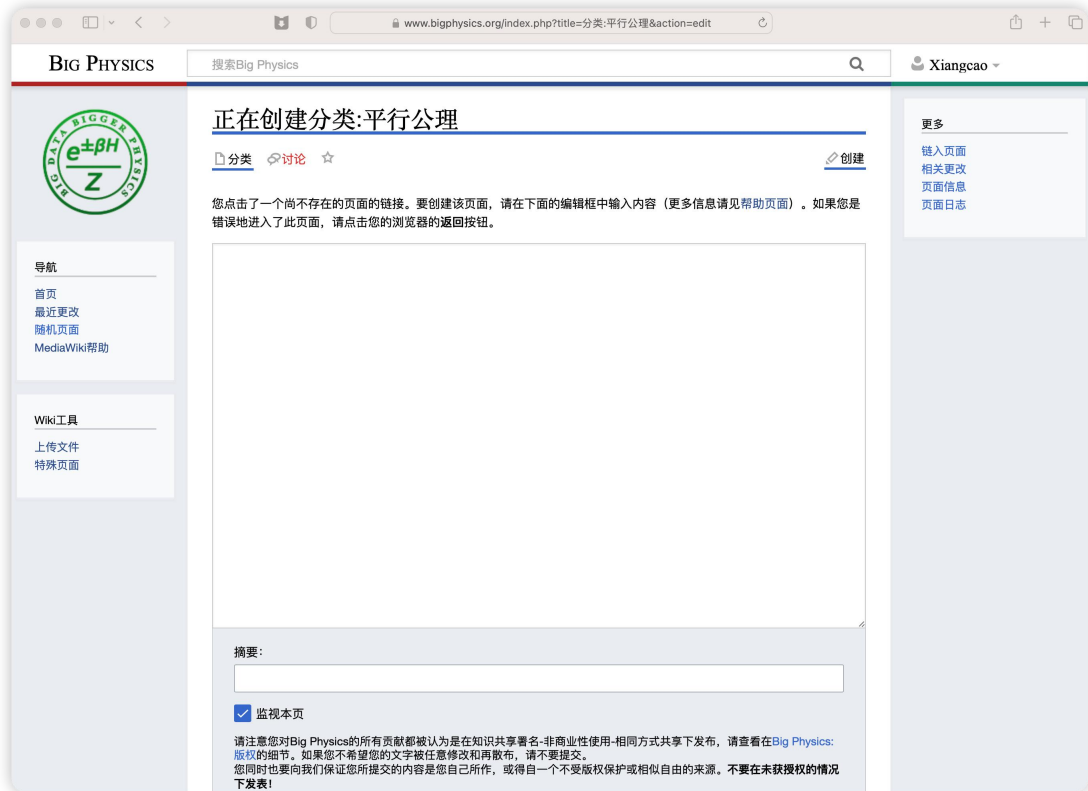 www.bigphysics.org/index.php?title=分类:平行公理&action=edit
BIG PHYSICS
搜索Big Physics
Xiangcao
BIG DATA BIGGER PHYSICS
e±βH
Z
正在创建分类:平行公理
分类 讨论 创建
您点击了一个尚不存在的页面的链接。要创建该页面，请在下面的编辑框中输入内容（更多信息请见帮助页面）。如果您是
错误地进入了此页面，请点击您的浏览器的返回按钮。
更多
链入页面
相关更改
页面信息
页面日志
导航
首页
最近更改
随机页面
MediaWiki帮助
Wiki工具
上传文件
特殊页面
摘要：
监视本页
请注意您对Big Physics的所有贡献都被认为是在知识共享署名-非商业性使用-相同方式共享下发布，请查看在Big Physics:
版权的细节。如果您不希望您的文字被任意修改和再散布，请不要提交。
您同时也要向我们保证您所提交的内容是您自己所作，或得自一个不受版权保护或相似自由的来源。不要在未获授权的情况
下发表！